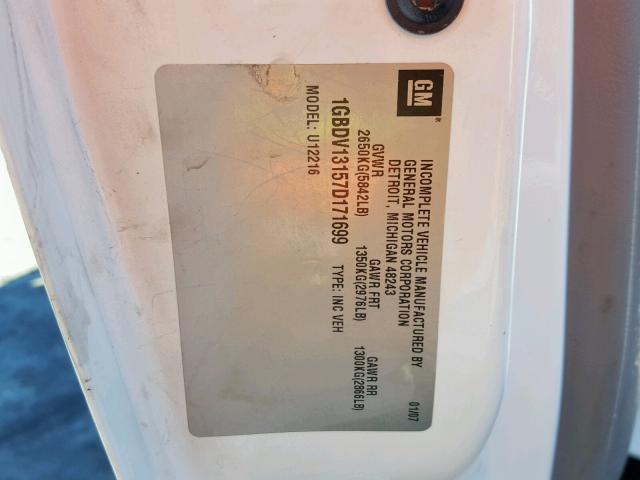 GM
INCOMPLETE VEHICLE MANUFACTURED BY
GENERAL MOTORS CORPORATION
DETROIT, MICHIGAN 48243
01/07
GVWR GAWR FRT GAWR RR
2650KG(5842LB) 1350KG(2976LB) 1300KG(2866LB)
1GBDV13157D171699 TYPE: INC VEH
MODEL: U12216